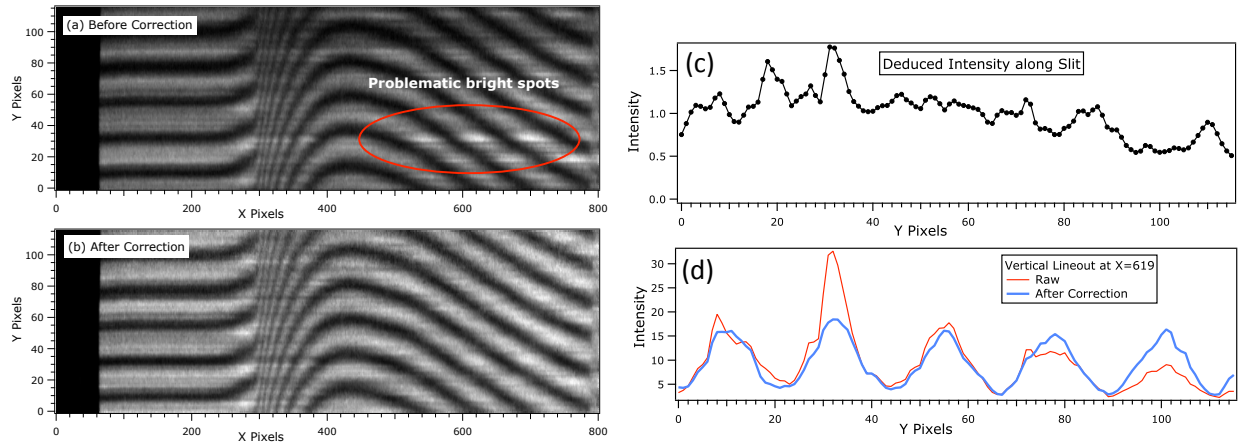 (a) Before Correction
Problematic bright spots
Y Pixels
100
80
60
40
20
0
0 200 400 600 800
X Pixels
(b) After Correction
Y Pixels
100
80
60
40
20
0
0 200 400 600 800
X Pixels
(c)
Deduced Intensity along Slit
Intensity
1.5
1.0
0.5
0.0
0 20 40 60 80 100
Y Pixels
(d)
Vertical Lineout at X=619
Raw
After Correction
Intensity
30
25
20
15
10
5
0 20 40 60 80 100
Y Pixels